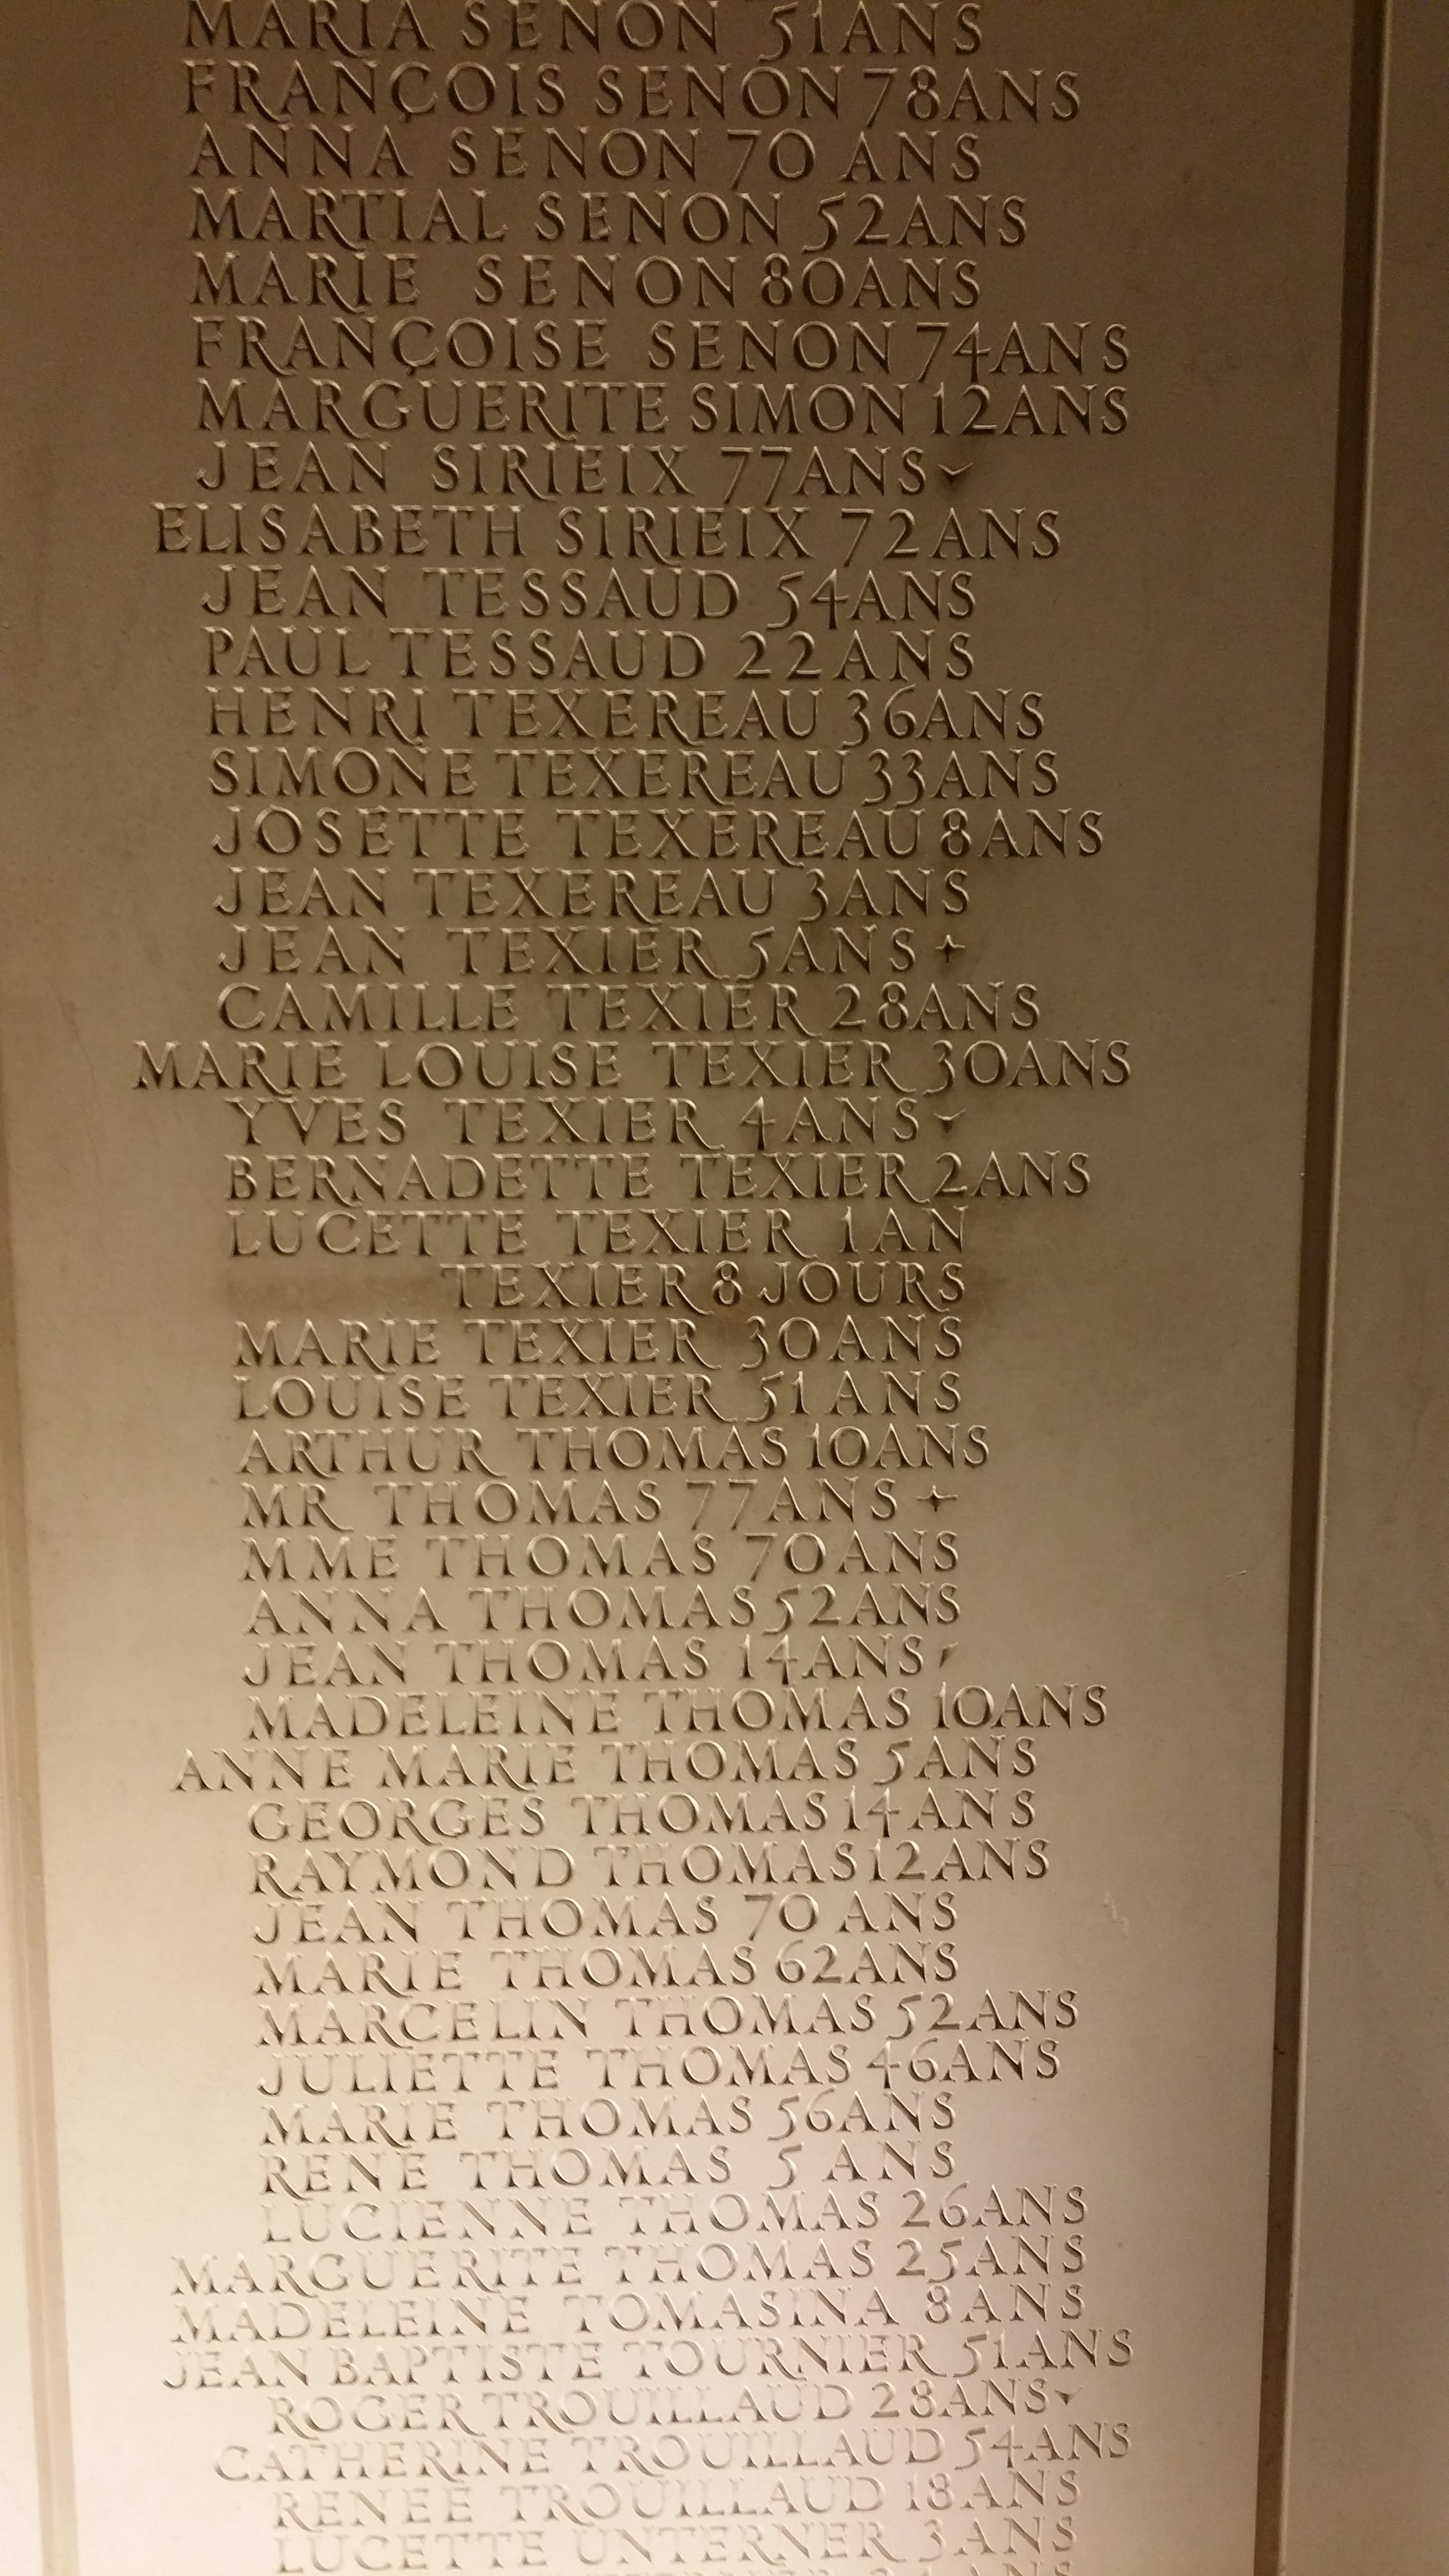 MARIA SENON 51ANS
FRANÇOIS SENON 78ANS
ANNA SENON 70 ANS
MARTIAL SENON 52ANS
MARIE SENON 80ANS
FRANÇOISE SENON 74ANS
MARGUERITE SIMON 12ANS
JEAN SIRIEIX 77ANS
ELISABETH SIRIEIX 72ANS
JEAN TESSAUD 54ANS
PAUL TESSAUD 22ANS
HENRI TEXEREAU 36ANS
SIMONE TEXEREAU 33ANS
JOSETTE TEXEREAU 8ANS
JEAN TEXEREAU 3ANS
JEAN TEXIER 5ANS
CAMILLE TEXIER 28ANS
MARIE LOUISE TEXIER 30ANS
YVES TEXIER 4ANS
BERNADETTE TEXIER 2ANS
LUCETTE TEXIER 1AN
TEXIER 8 JOURS
MARIE TEXIER 30ANS
LOUISE TEXIER 51ANS
ARTHUR THOMAS 10ANS
MR THOMAS 77ANS
MME THOMAS 70ANS
ANNA THOMAS 52ANS
JEAN THOMAS 14ANS
MADELEINE THOMAS 10ANS
ANNE MARIE THOMAS 5ANS
GEORGES THOMAS 14ANS
RAYMOND THOMAS 12ANS
JEAN THOMAS 70 ANS
MARIE THOMAS 62ANS
MARCELIN THOMAS 52ANS
JULIETTE THOMAS 46ANS
MARIE THOMAS 56ANS
RENE THOMAS 5 ANS
LUCIENNE THOMAS 26ANS
MARGUERITE THOMAS 25ANS
MADELEINE TOMASINA 8ANS
JEAN BAPTISTE TOURNIER 51ANS
ROGER TROUILLAUD 28ANS
CATHERINE TROUILLAUD 54ANS
RENEE TROUILLAUD 18ANS
LUCETTE UNTERNER 3ANS